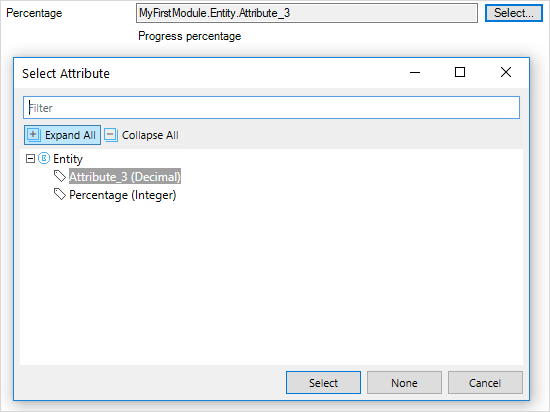 Percentage MyFirstModule.Entity.Attribute_3 Select...
Progress percentage
Select Attribute
Filter
Expand All Collapse All
Entity
Attribute_3 (Decimal)
Percentage (Integer)
Select None Cancel